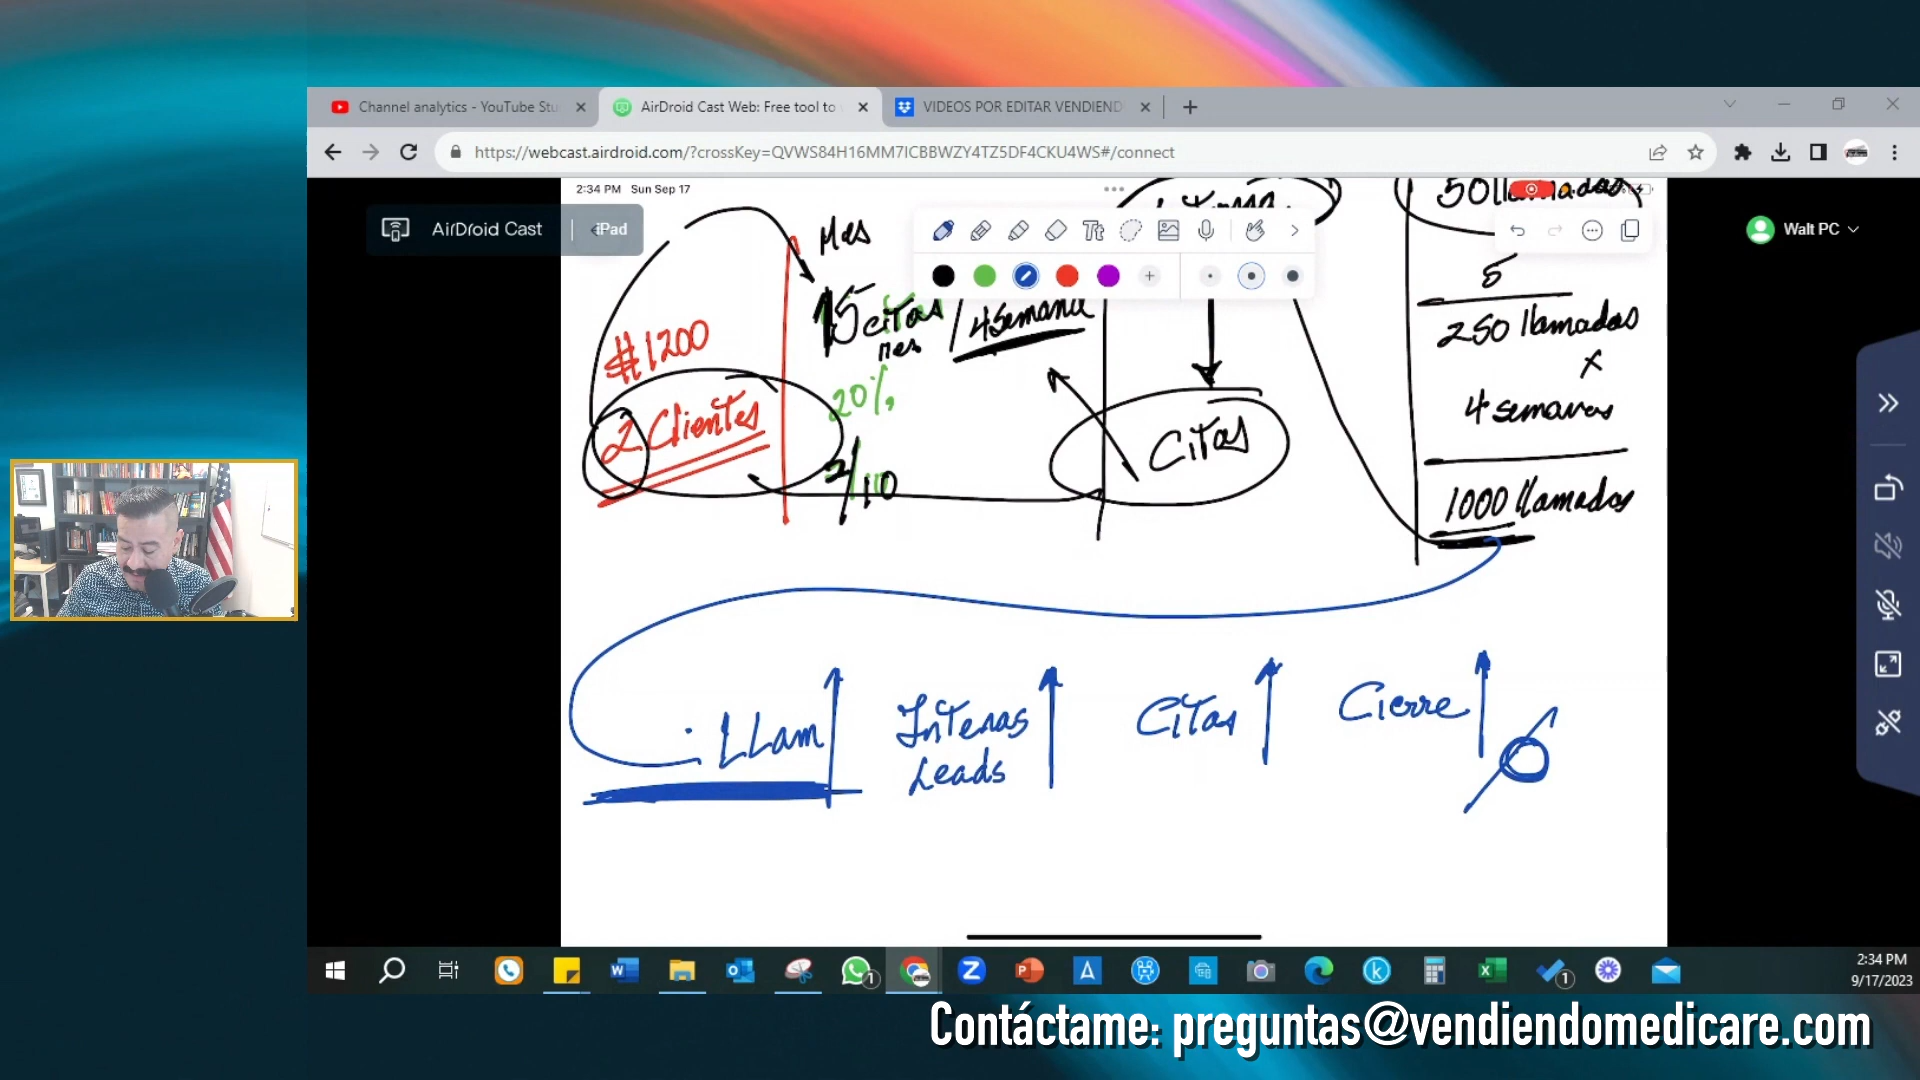 Channel analytics - YouTube Stu
AirDroid Cast Web: Free tool to
VIDEOS POR EDITAR VENDIEND
https://webcast.airdroid.com/?crossKey=QVWS84H16MM7ICBBWZY4TZ5DF4CKU4WS#/connect
2:34 PM Sun Sep 17
AirDroid Cast
iPad
Walt PC
50 llamadas
Mes
5
15 citas
mes
4 semana
250 llamadas
x
#1200
20%
4 semanas
2 Clientes
Citas
2/10
1000 llamadas
LLam
Intenas
Leads
Citas
Cierre
2:34 PM
9/17/2023
Contáctame: preguntas@vendiendomedicare.com